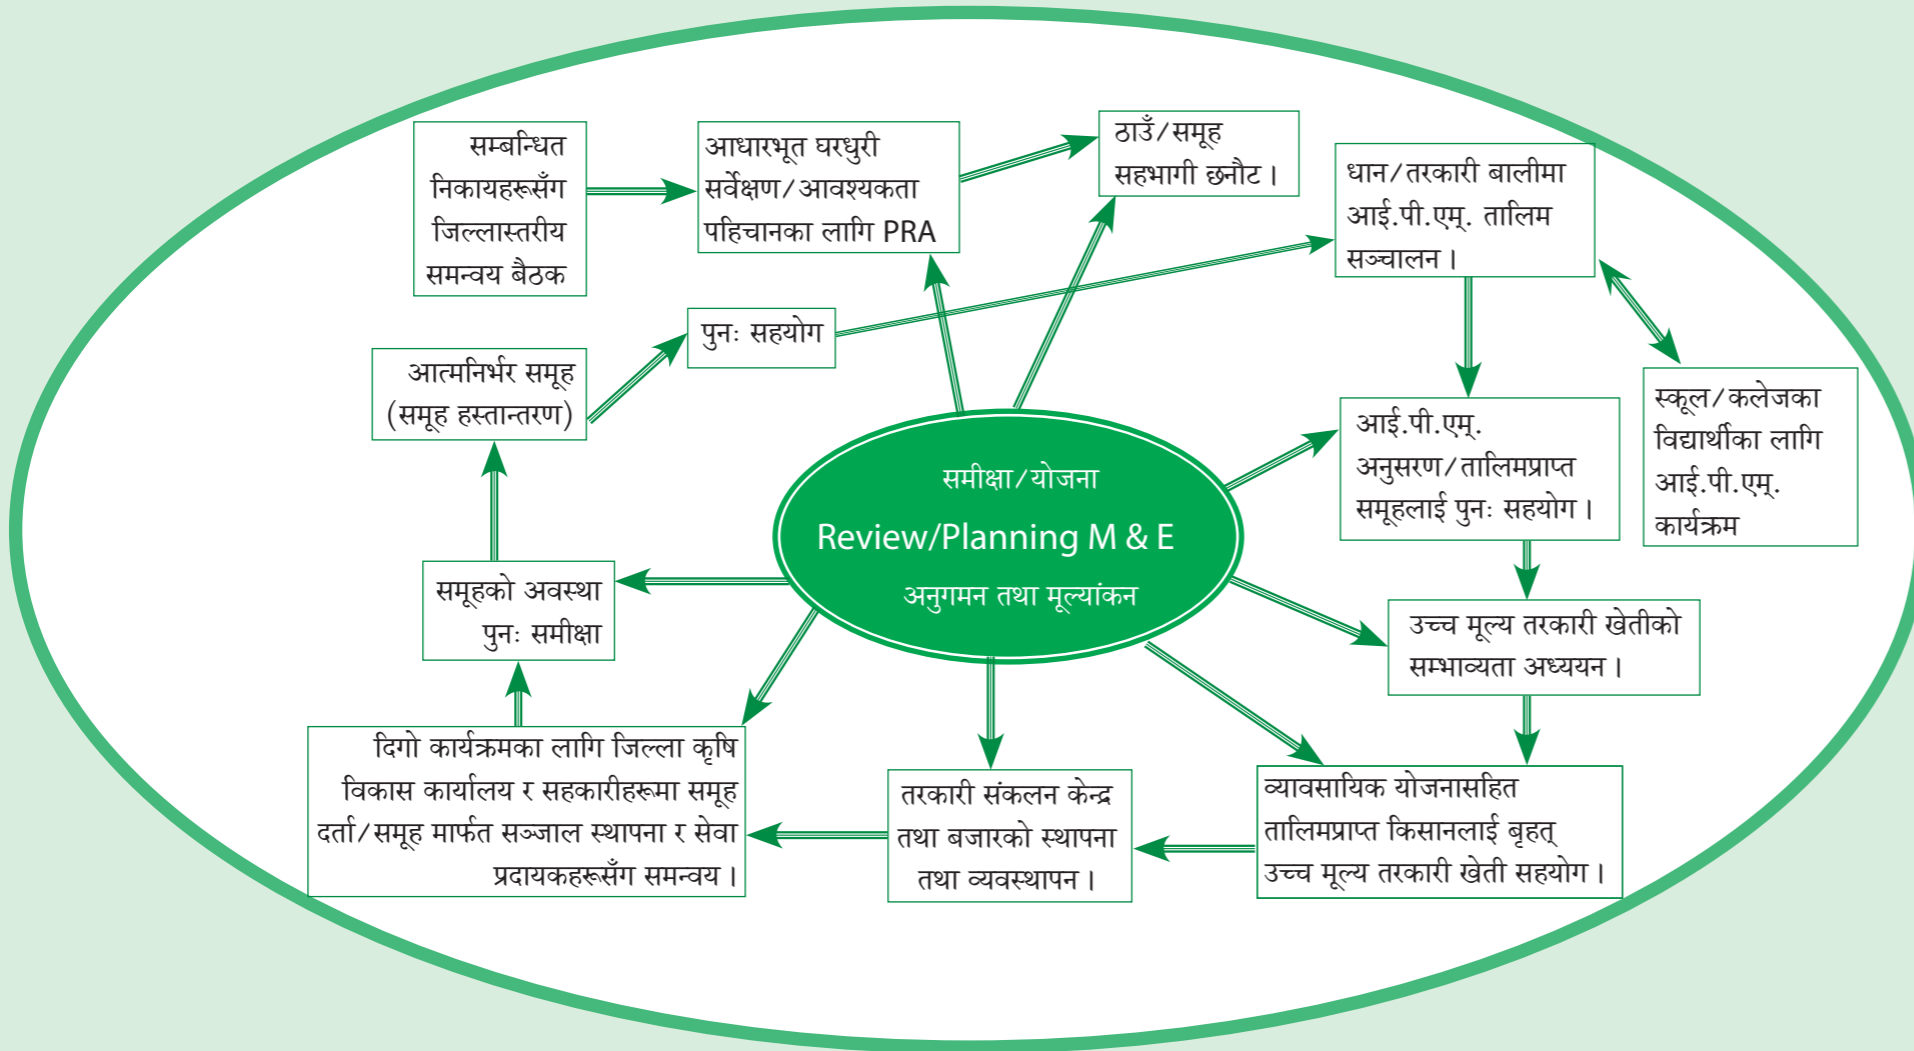 सम्बन्धित
निकायहरूसँग
जिल्लास्तरीय
समन्वय बैठक
आधारभूत घरधुरी
सर्वेक्षण/आवश्यकता
पहिचानका लागि PRA
ठाउँ/समूह
सहभागी छनौट।
धान/तरकारी बालीमा
आई.पी.एम्. तालिम
सञ्चालन।
पुनः सहयोग
आत्मनिर्भर समूह
(समूह हस्तान्तरण)
स्कूल/कलेजका
विद्यार्थीका लागि
आई.पी.एम्.
कार्यक्रम
आई.पी.एम्.
अनुसरण/तालिमप्राप्त
समूहलाई पुनः सहयोग।
समीक्षा/योजना
Review/Planning M & E
अनुगमन तथा मूल्यांकन
समूहको अवस्था
पुनः समीक्षा
उच्च मूल्य तरकारी खेतीको
सम्भाव्यता अध्ययन।
दिगो कार्यक्रमका लागि जिल्ला कृषि
विकास कार्यालय र सहकारीहरूमा समूह
दर्ता/समूह मार्फत सञ्जाल स्थापना र सेवा
प्रदायकहरूसँग समन्वय।
तरकारी संकलन केन्द्र
तथा बजारको स्थापना
तथा व्यवस्थापन।
व्यावसायिक योजनासहित
तालिमप्राप्त किसानलाई बृहत्
उच्च मूल्य तरकारी खेती सहयोग।